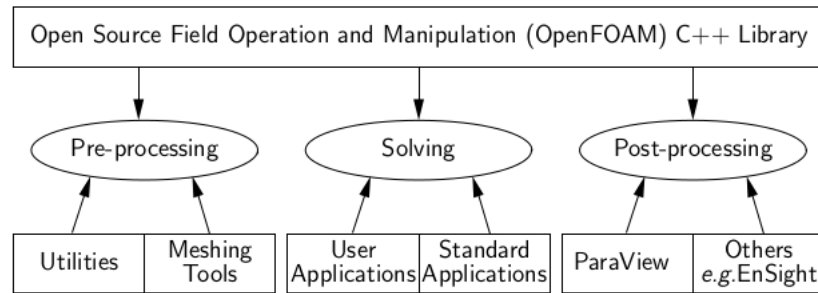 Open Source Field Operation and Manipulation (OpenFOAM) C++ Library
Pre-processing
Solving
Post-processing
Utilities
Meshing
Tools
User
Applications
Standard
Applications
ParaView
Others
e.g.EnSight